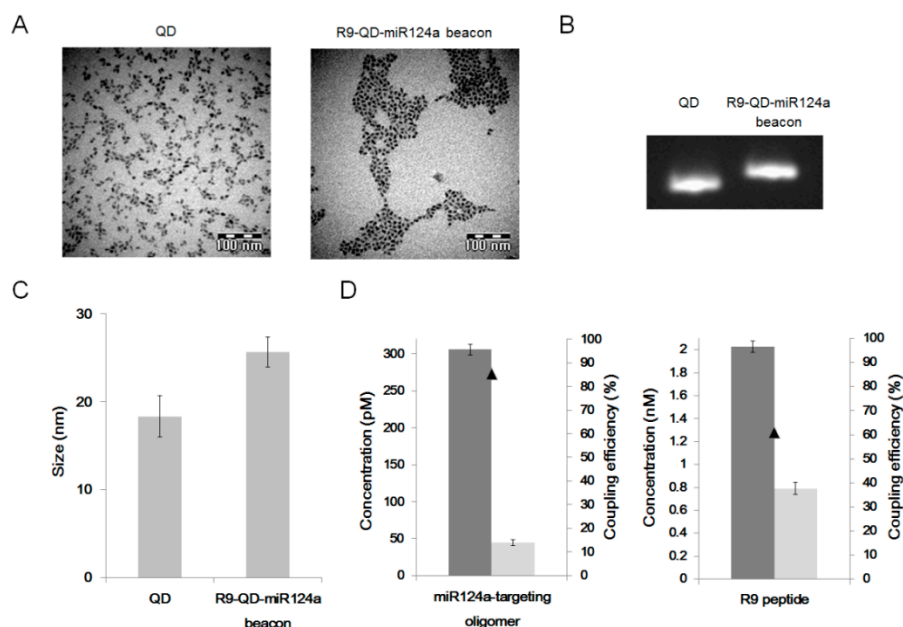 A
QD
R9-QD-miR124a beacon
100 nm
100 nm
B
QD
R9-QD-miR124a
beacon
C
Size (nm)
30
20
10
0
QD
R9-QD-miR124a
beacon
D
Concentration (pM)
300
250
200
150
100
50
0
100
90
80
70
60
50
40
30
20
10
0
Coupling efficiency (%)
miR124a-targeting
oligomer
Concentration (nM)
2
1.8
1.6
1.4
1.2
1
0.8
0.6
0.4
0.2
0
100
90
80
70
60
50
40
30
20
10
0
Coupling efficiency (%)
R9 peptide